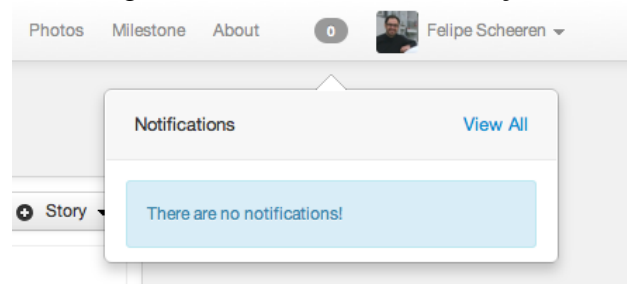 Photos Milestone About 0 Felipe Scheeren
Notifications View All
Story
There are no notifications!